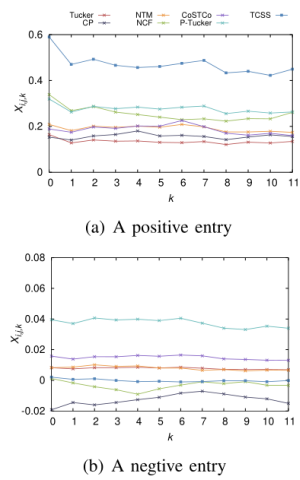 Tucker NTM CoSTCo TCSS
CP NCF P-Tucker
0.6
0.4
0.2
0
X_{i,j,k}
0 1 2 3 4 5 6 7 8 9 10 11
k
(a) A positive entry
0.08
0.06
0.04
0.02
0
-0.02
X_{i,j,k}
0 1 2 3 4 5 6 7 8 9 10 11
k
(b) A negtive entry